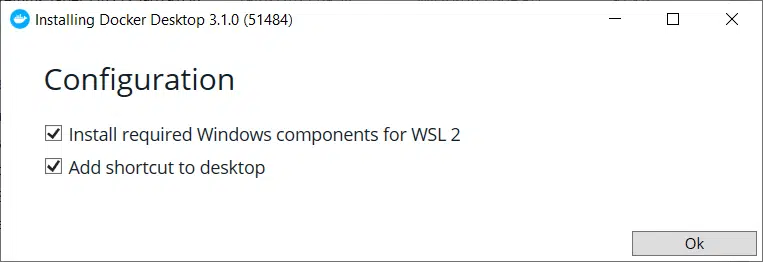 Installing Docker Desktop 3.1.0 (51484)
Configuration
Install required Windows components for WSL 2
Add shortcut to desktop
Ok